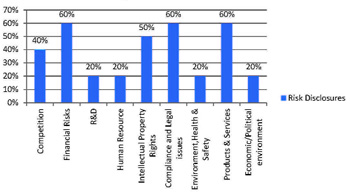 70%
60%
50%
40%
30%
20%
10%
0%
40%
60%
20%
20%
50%
60%
20%
60%
20%
Competition
Financial Risks
R&D
Human Resource
Intellectual Property
Rights
Compliance and Legal
issues
Environment,Health &
Safety
Products & Services
Economic/Political
environment
Risk Disclosures